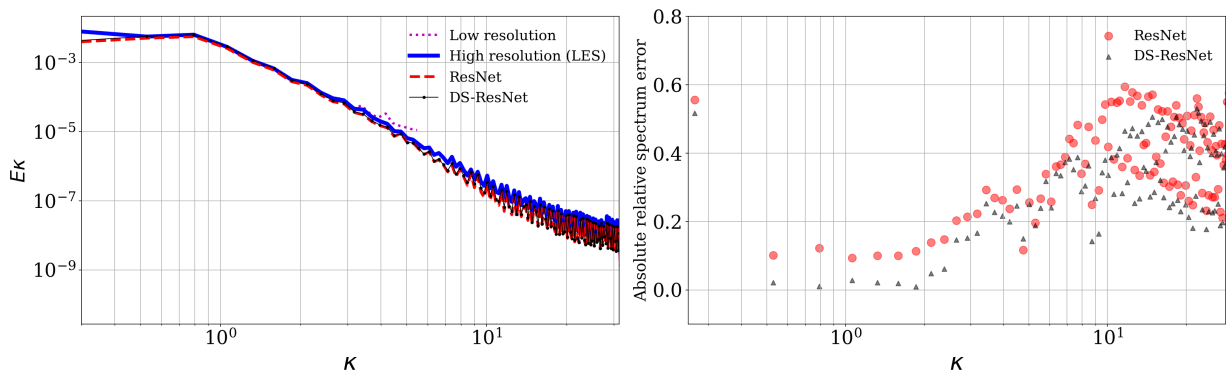 Low resolution
High resolution (LES)
ResNet
DS-ResNet
10⁻³
10⁻⁵
10⁻⁷
10⁻⁹
Eκ
10⁰
10¹
κ
ResNet
DS-ResNet
0.8
0.6
0.4
0.2
0.0
Absolute relative spectrum error
10⁰
10¹
κ